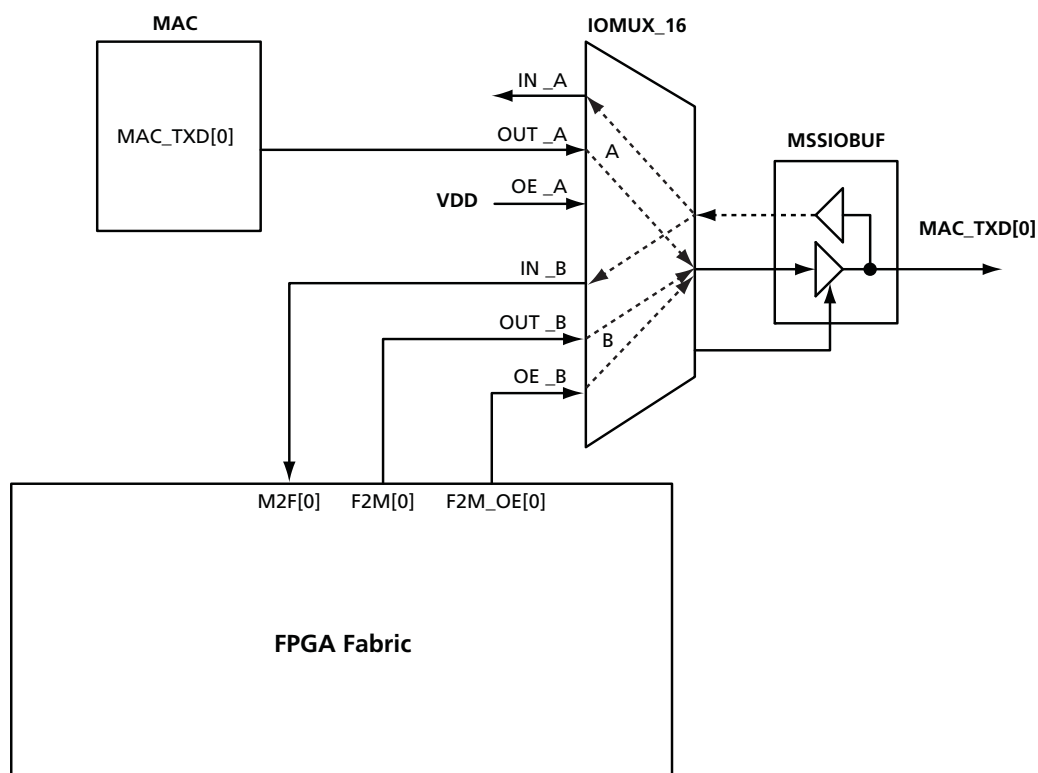 MAC
IOMUX_16
IN _A
MAC_TXD[0]
OUT _A
A
MSSIOBUF
VDD
OE _A
MAC_TXD[0]
IN _B
OUT _B
B
OE _B
M2F[0]
F2M[0]
F2M_OE[0]
FPGA Fabric